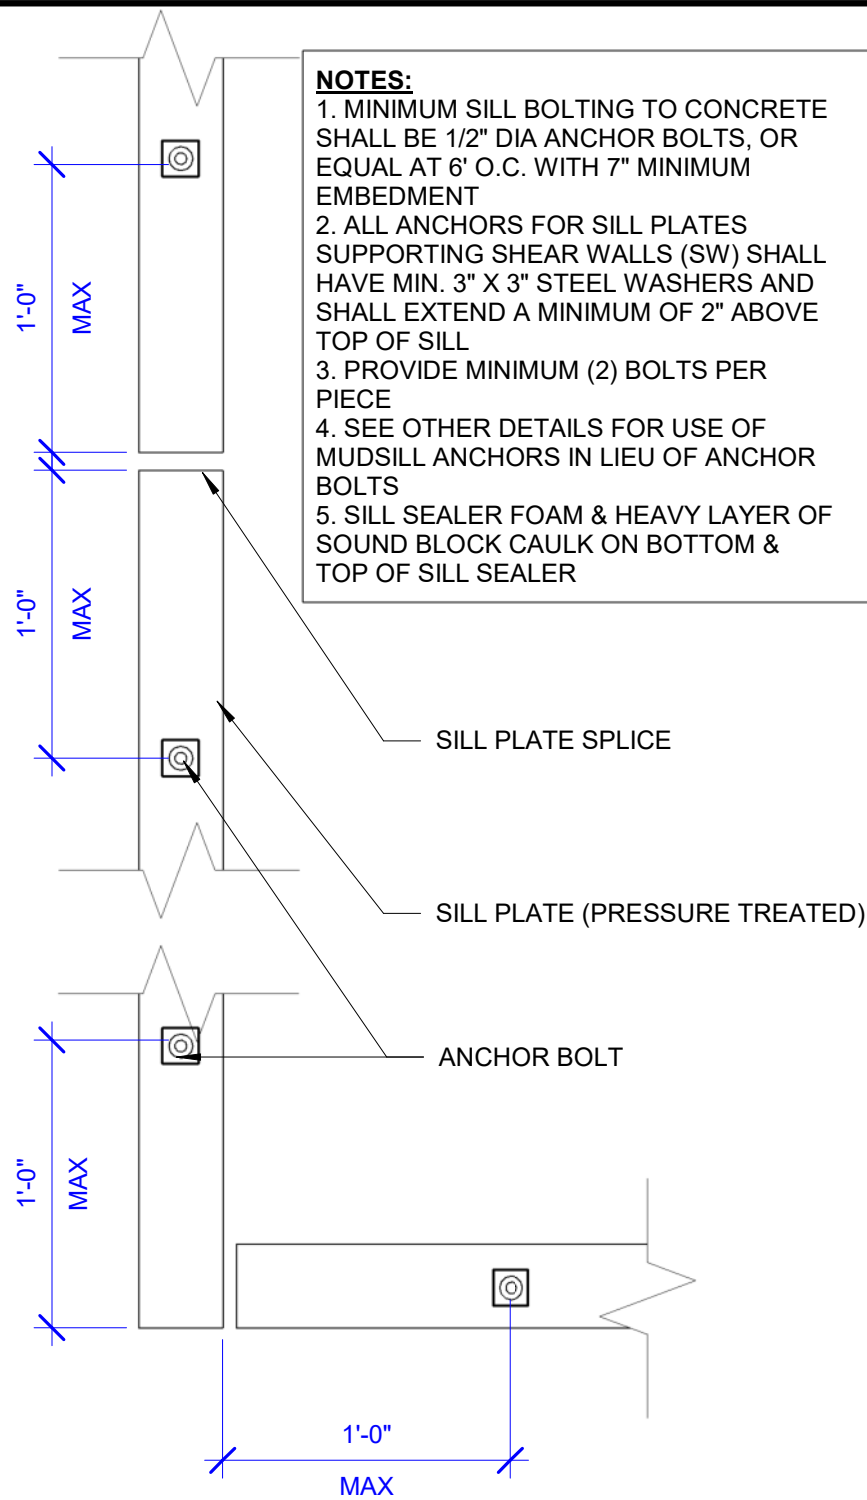 NOTES:
1. MINIMUM SILL BOLTING TO CONCRETE
SHALL BE 1/2" DIA ANCHOR BOLTS, OR
EQUAL AT 6' O.C. WITH 7" MINIMUM
EMBEDMENT
2. ALL ANCHORS FOR SILL PLATES
SUPPORTING SHEAR WALLS (SW) SHALL
HAVE MIN. 3" X 3" STEEL WASHERS AND
SHALL EXTEND A MINIMUM OF 2" ABOVE
TOP OF SILL
3. PROVIDE MINIMUM (2) BOLTS PER
PIECE
4. SEE OTHER DETAILS FOR USE OF
MUDSILL ANCHORS IN LIEU OF ANCHOR
BOLTS
5. SILL SEALER FOAM & HEAVY LAYER OF
SOUND BLOCK CAULK ON BOTTOM &
TOP OF SILL SEALER
1'-0"
MAX
1'-0"
MAX
SILL PLATE SPLICE
SILL PLATE (PRESSURE TREATED)
ANCHOR BOLT
1'-0"
MAX
1'-0"
MAX